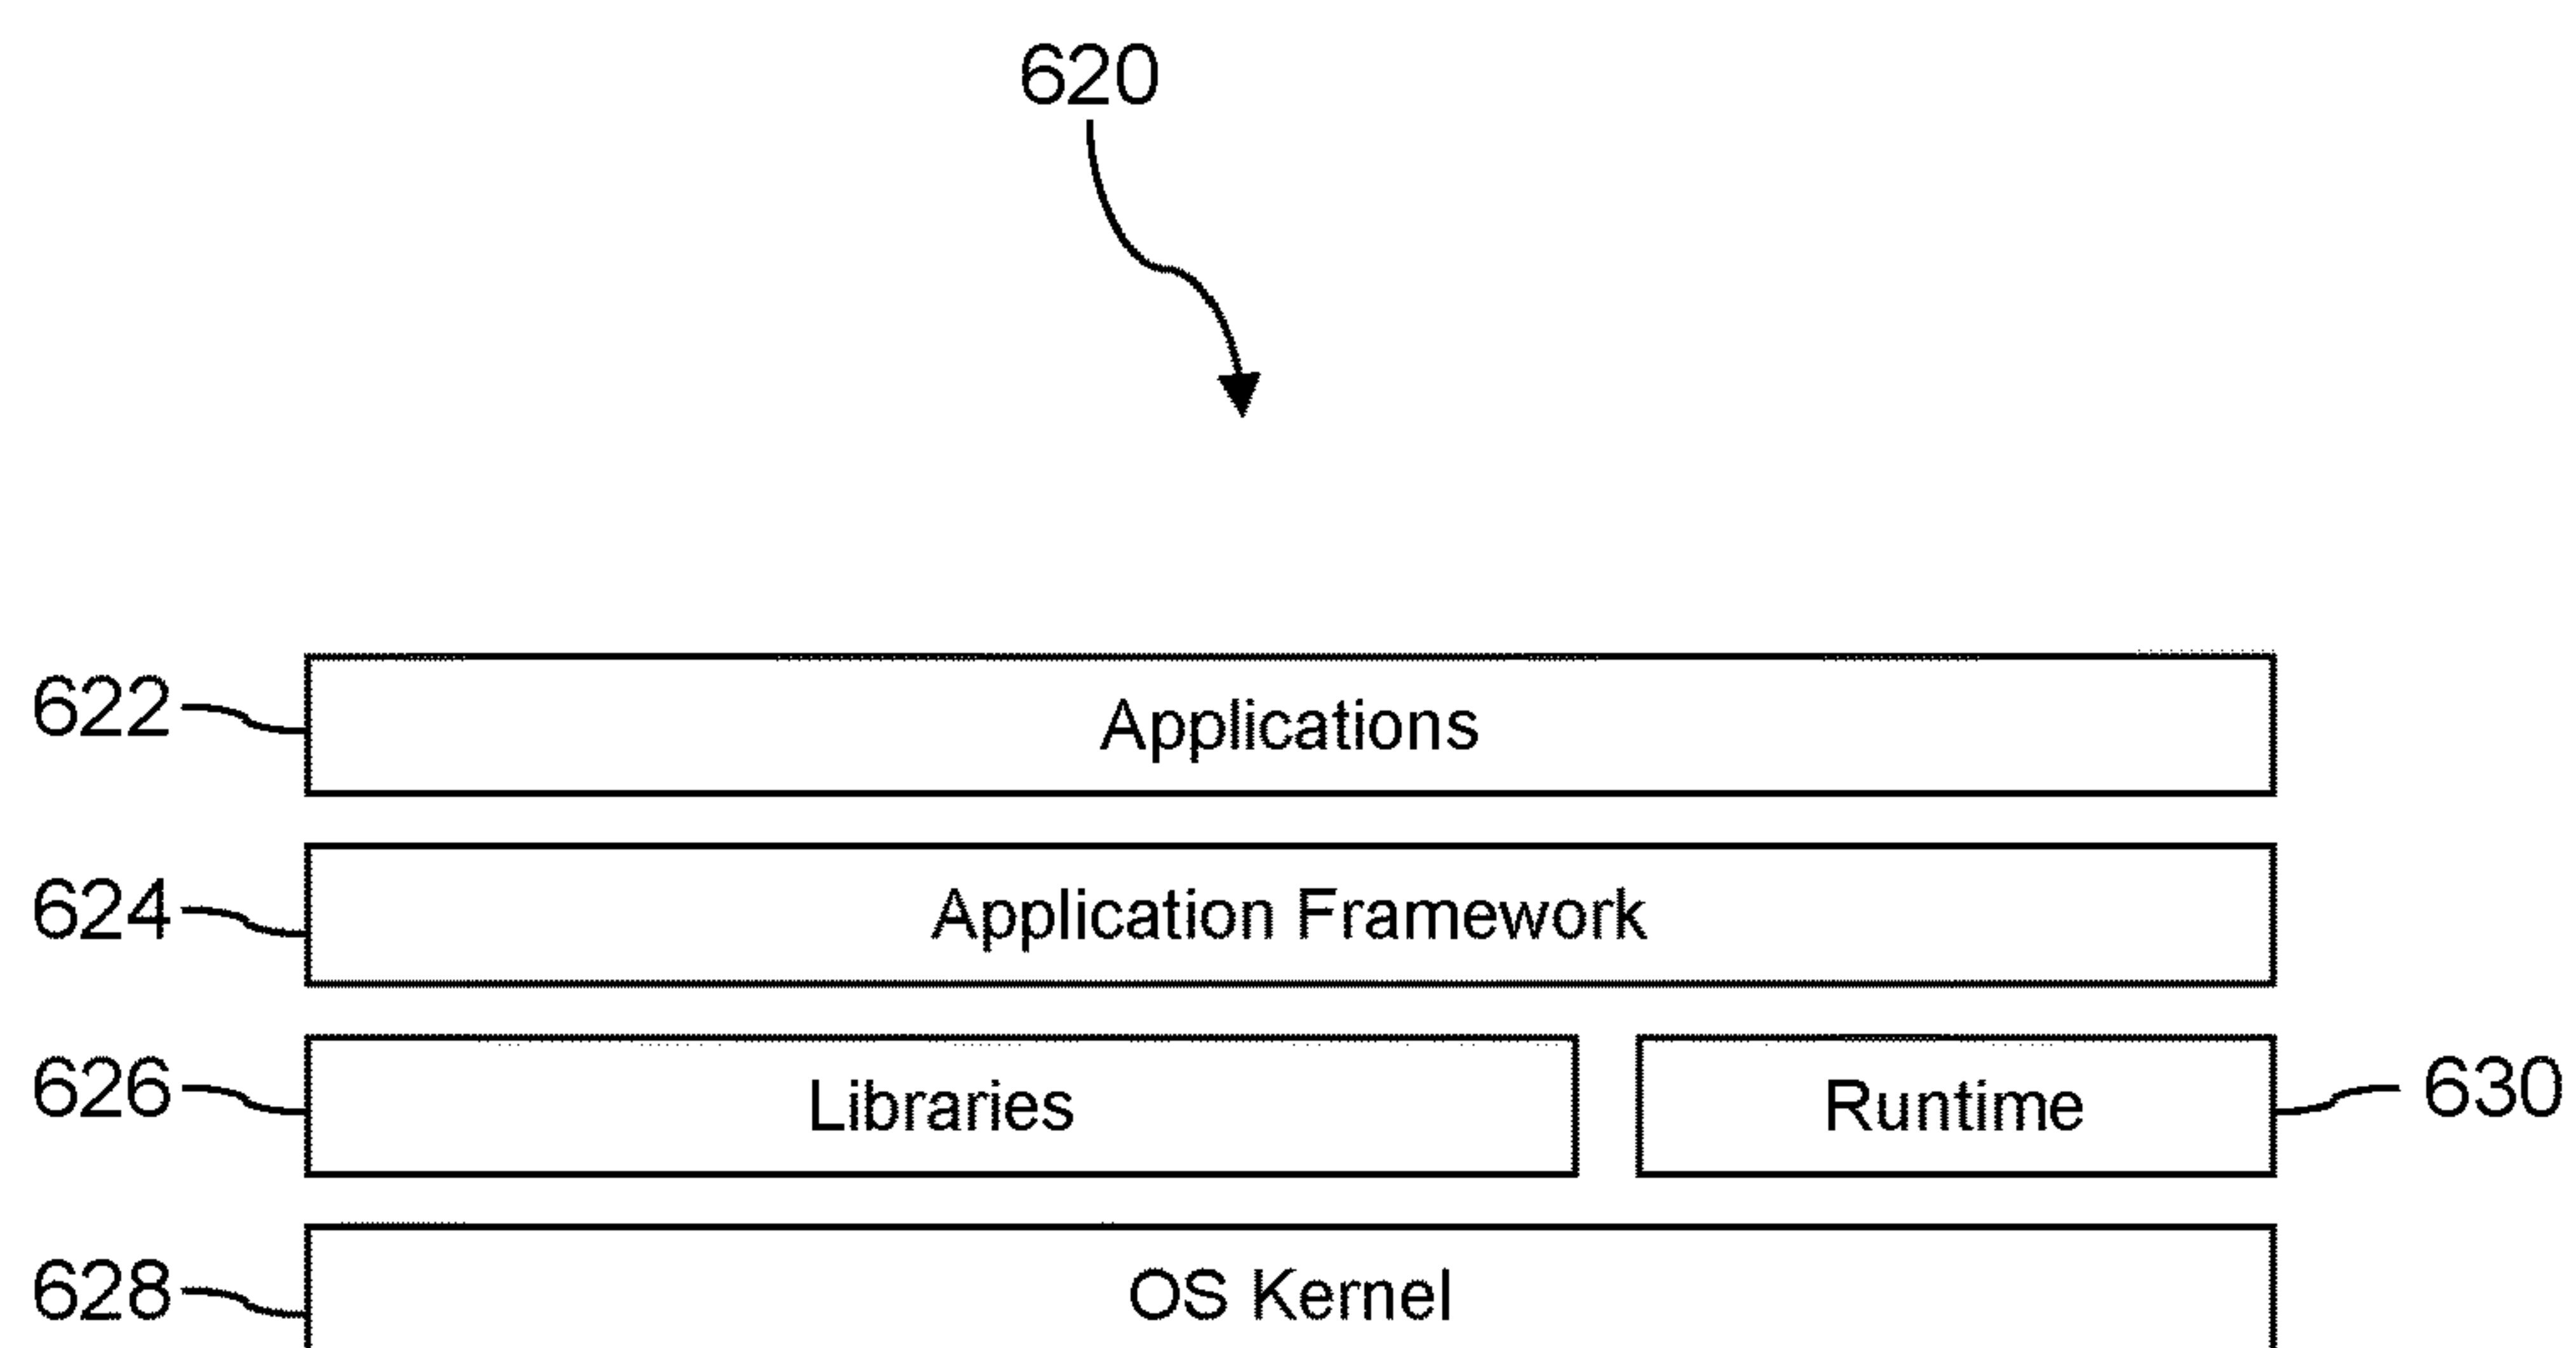 620
622 Applications
624 Application Framework
626 Libraries Runtime 630
628 OS Kernel